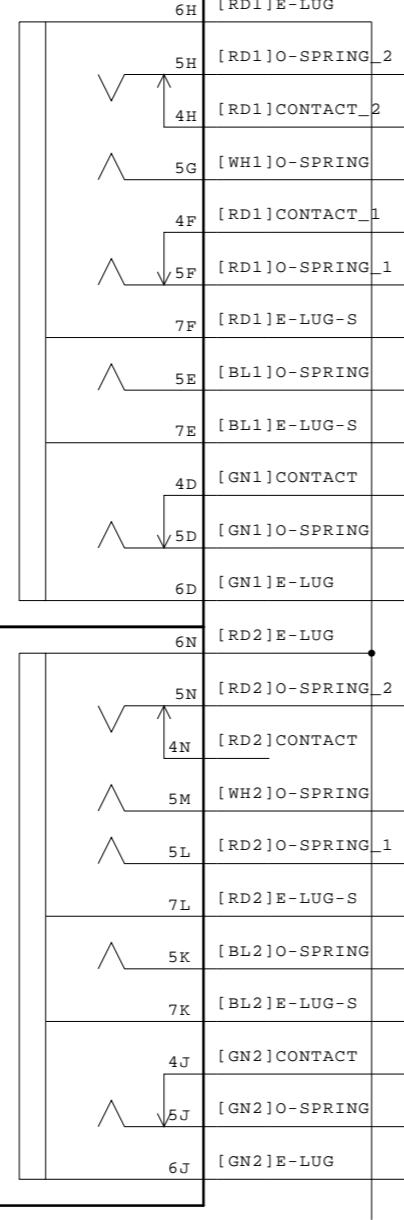 6H [RD1]E-LUG
5H [RD1]O-SPRING_2
4H [RD1]CONTACT_2
5G [WH1]O-SPRING
4F [RD1]CONTACT_1
5F [RD1]O-SPRING_1
7F [RD1]E-LUG-S
5E [BL1]O-SPRING
7E [BL1]E-LUG-S
4D [GN1]CONTACT
5D [GN1]O-SPRING
6D [GN1]E-LUG
6N [RD2]E-LUG
5N [RD2]O-SPRING_2
4N [RD2]CONTACT
5M [WH2]O-SPRING
5L [RD2]O-SPRING_1
7L [RD2]E-LUG-S
5K [BL2]O-SPRING
7K [BL2]E-LUG-S
4J [GN2]CONTACT
5J [GN2]O-SPRING
6J [GN2]E-LUG